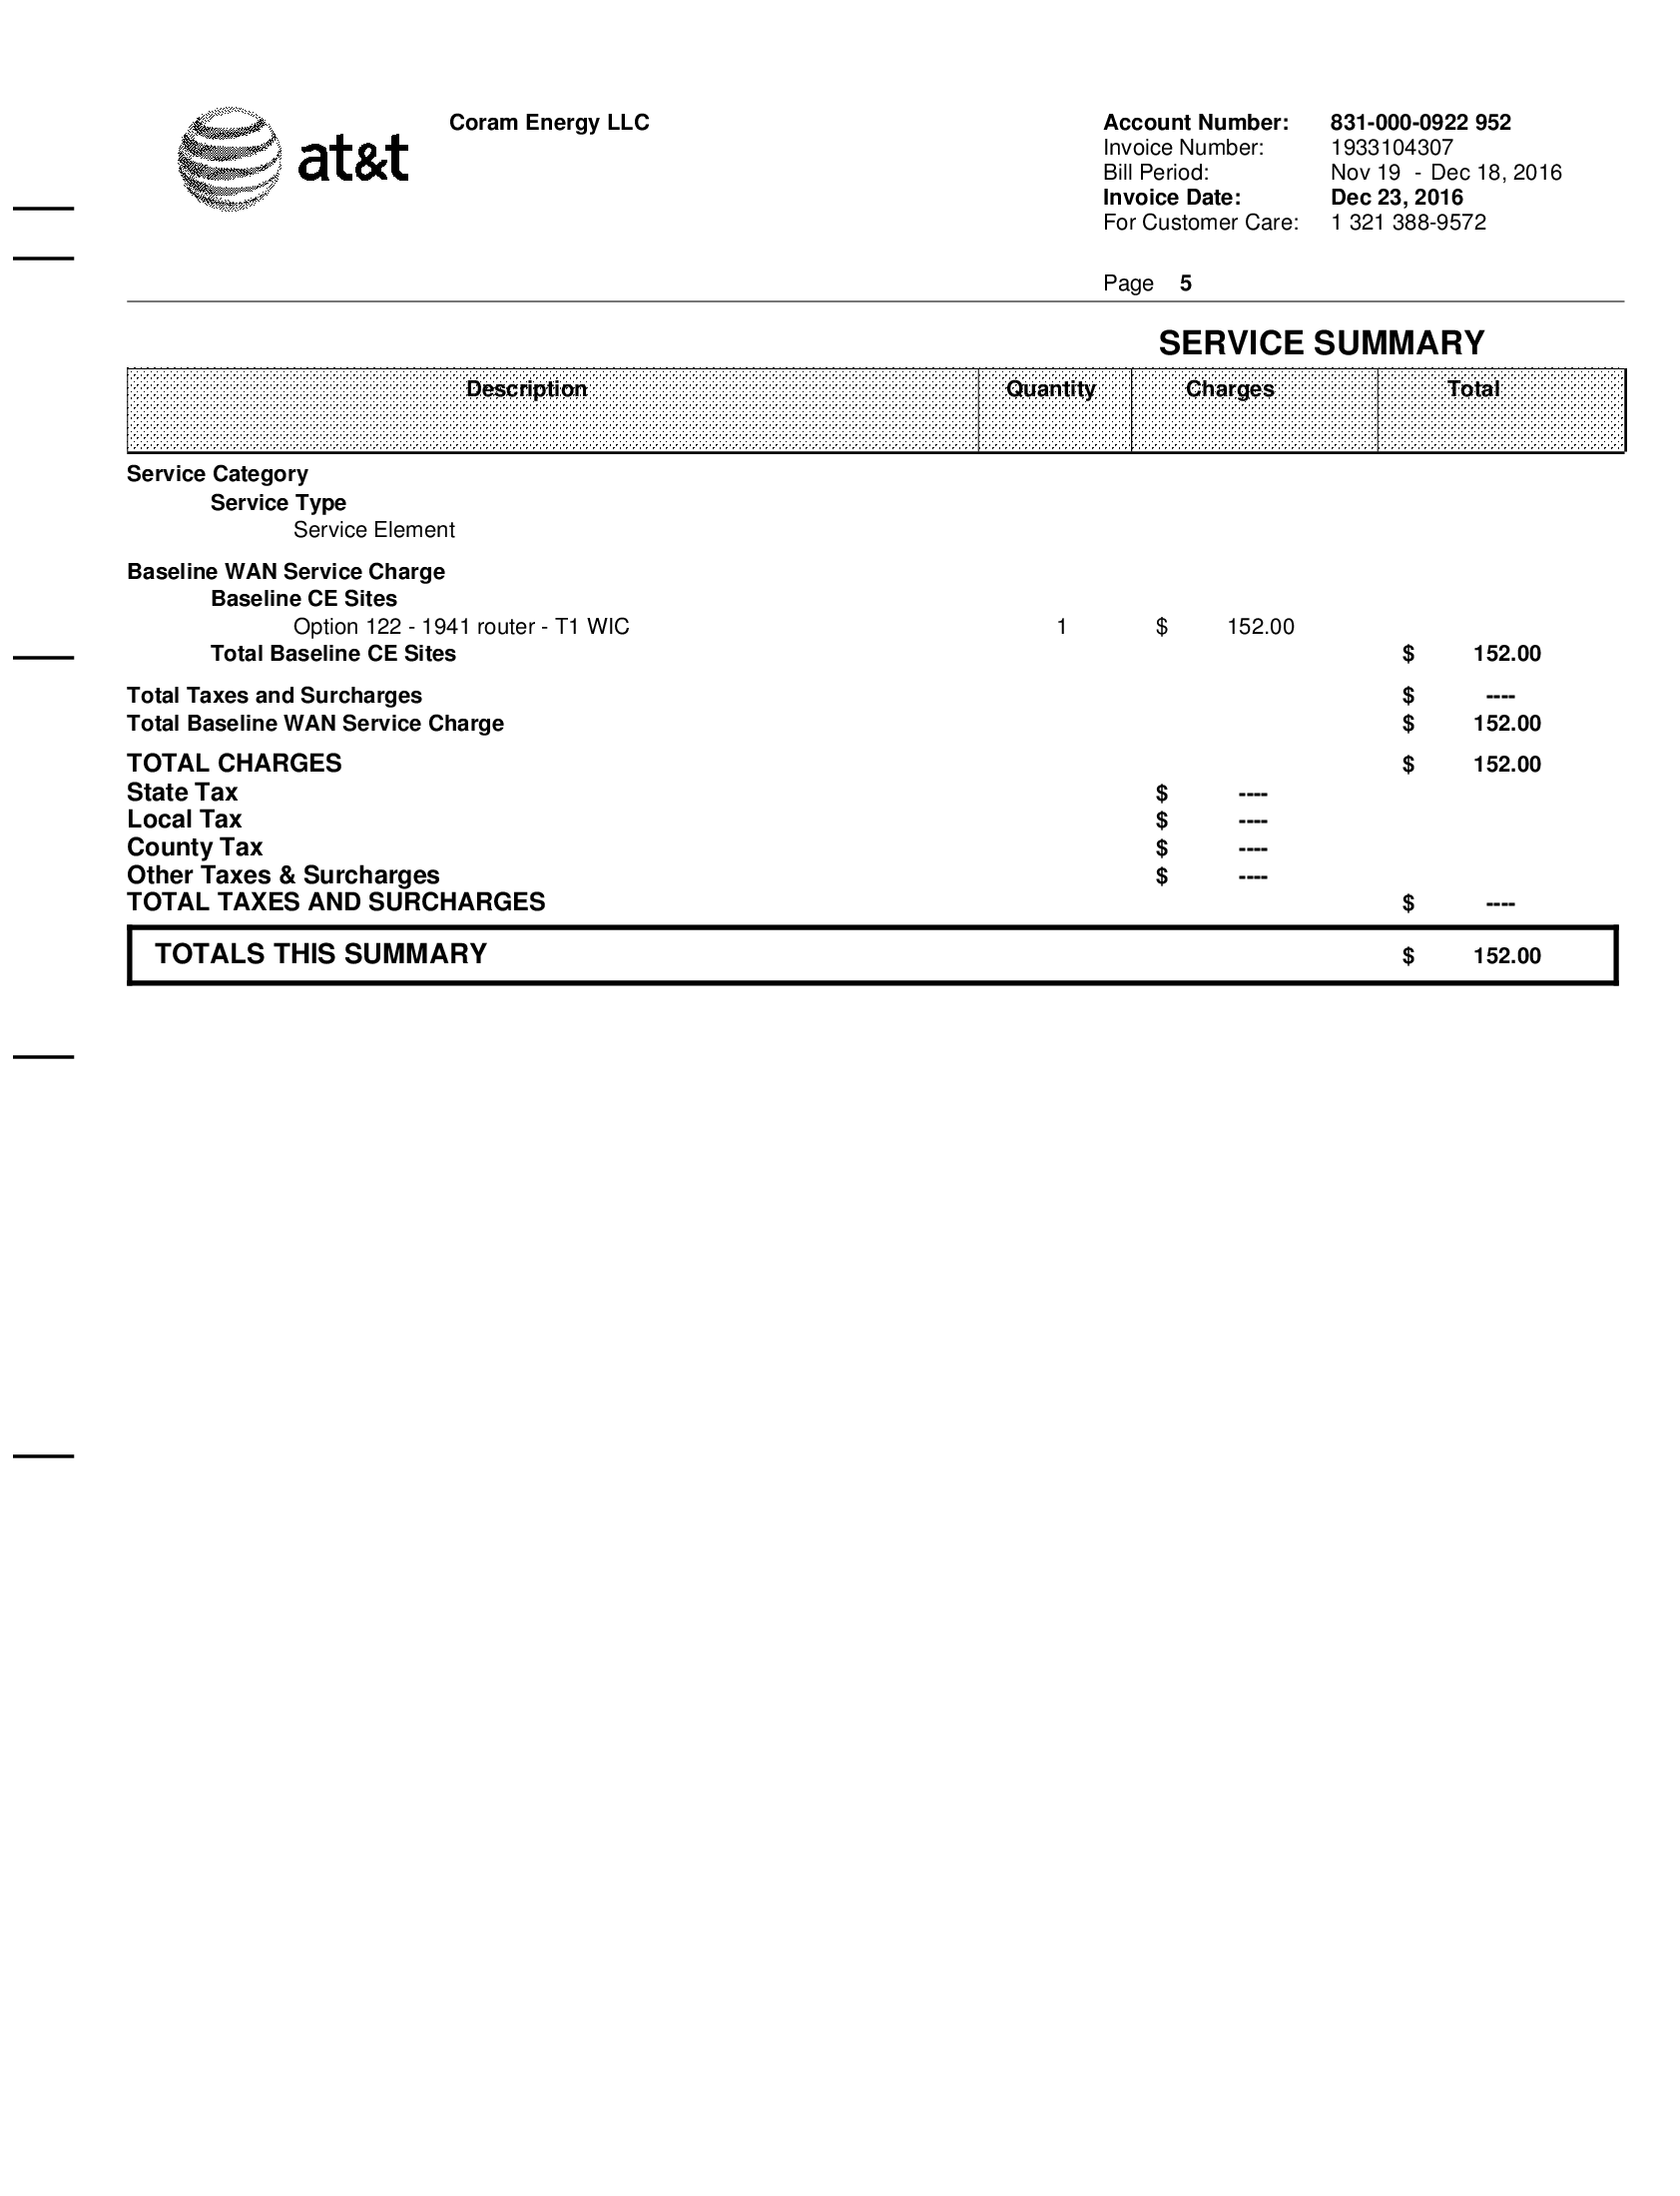 at&t
Coram Energy LLC
Account Number: 831-000-0922 952
Invoice Number: 1933104307
Bill Period: Nov 19 - Dec 18, 2016
Invoice Date: Dec 23, 2016
For Customer Care: 1 321 388-9572
Page 5
SERVICE SUMMARY
Description Quantity Charges Total
Service Category
Service Type
Service Element
Baseline WAN Service Charge
Baseline CE Sites
Option 122 - 1941 router - T1 WIC 1 $ 152.00
Total Baseline CE Sites $ 152.00
Total Taxes and Surcharges $ ----
Total Baseline WAN Service Charge $ 152.00
TOTAL CHARGES $ 152.00
State Tax $ ----
Local Tax $ ----
County Tax $ ----
Other Taxes & Surcharges $ ----
TOTAL TAXES AND SURCHARGES $ ----
TOTALS THIS SUMMARY $ 152.00